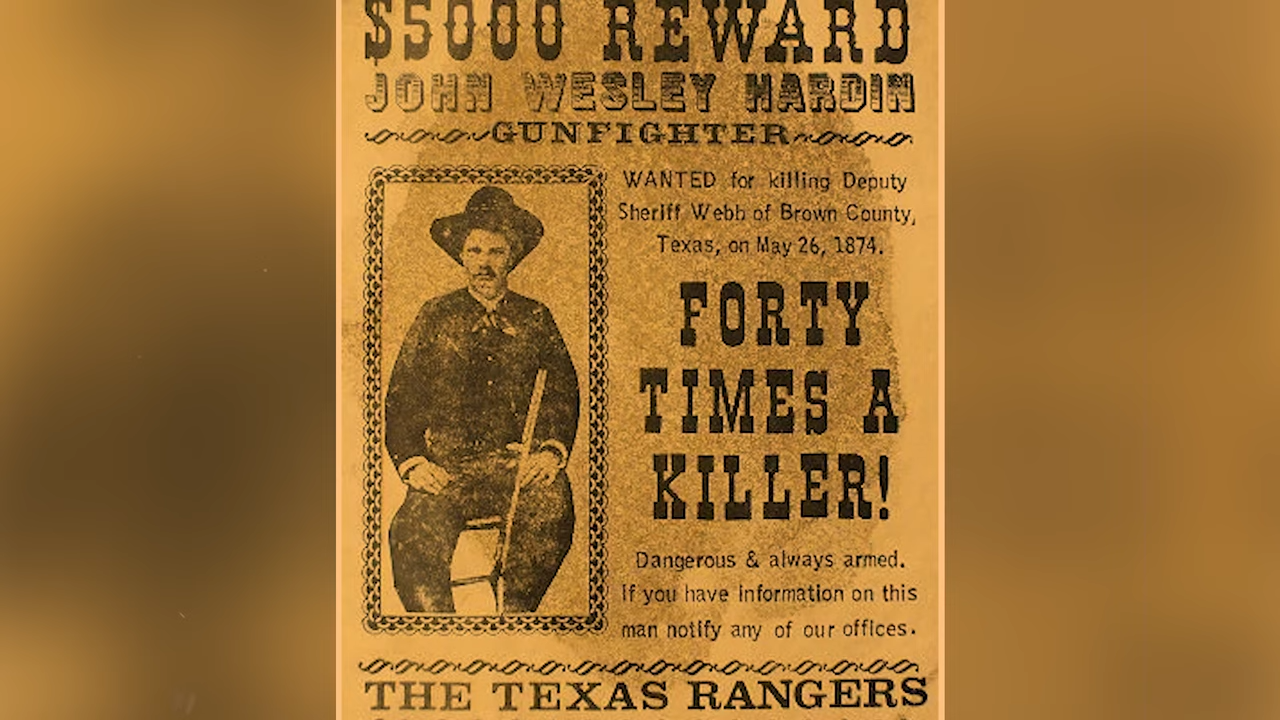 $5000 REWARD
JOHN WESLEY HARDIN
GUNFIGHTER
WANTED for killing Deputy
Sheriff Webb of Brown County,
Texas, on May 26, 1874.
FORTY
TIMES A
KILLER!
Dangerous & always armed.
If you have information on this
man notify any of our offices.
THE TEXAS RANGERS